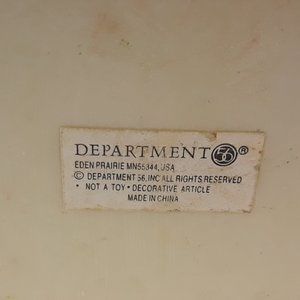 DEPARTMENT 56®
EDEN PRAIRIE MN55344, USA
© DEPARTMENT 56, INC ALL RIGHTS RESERVED
• NOT A TOY • DECORATIVE ARTICLE
MADE IN CHINA